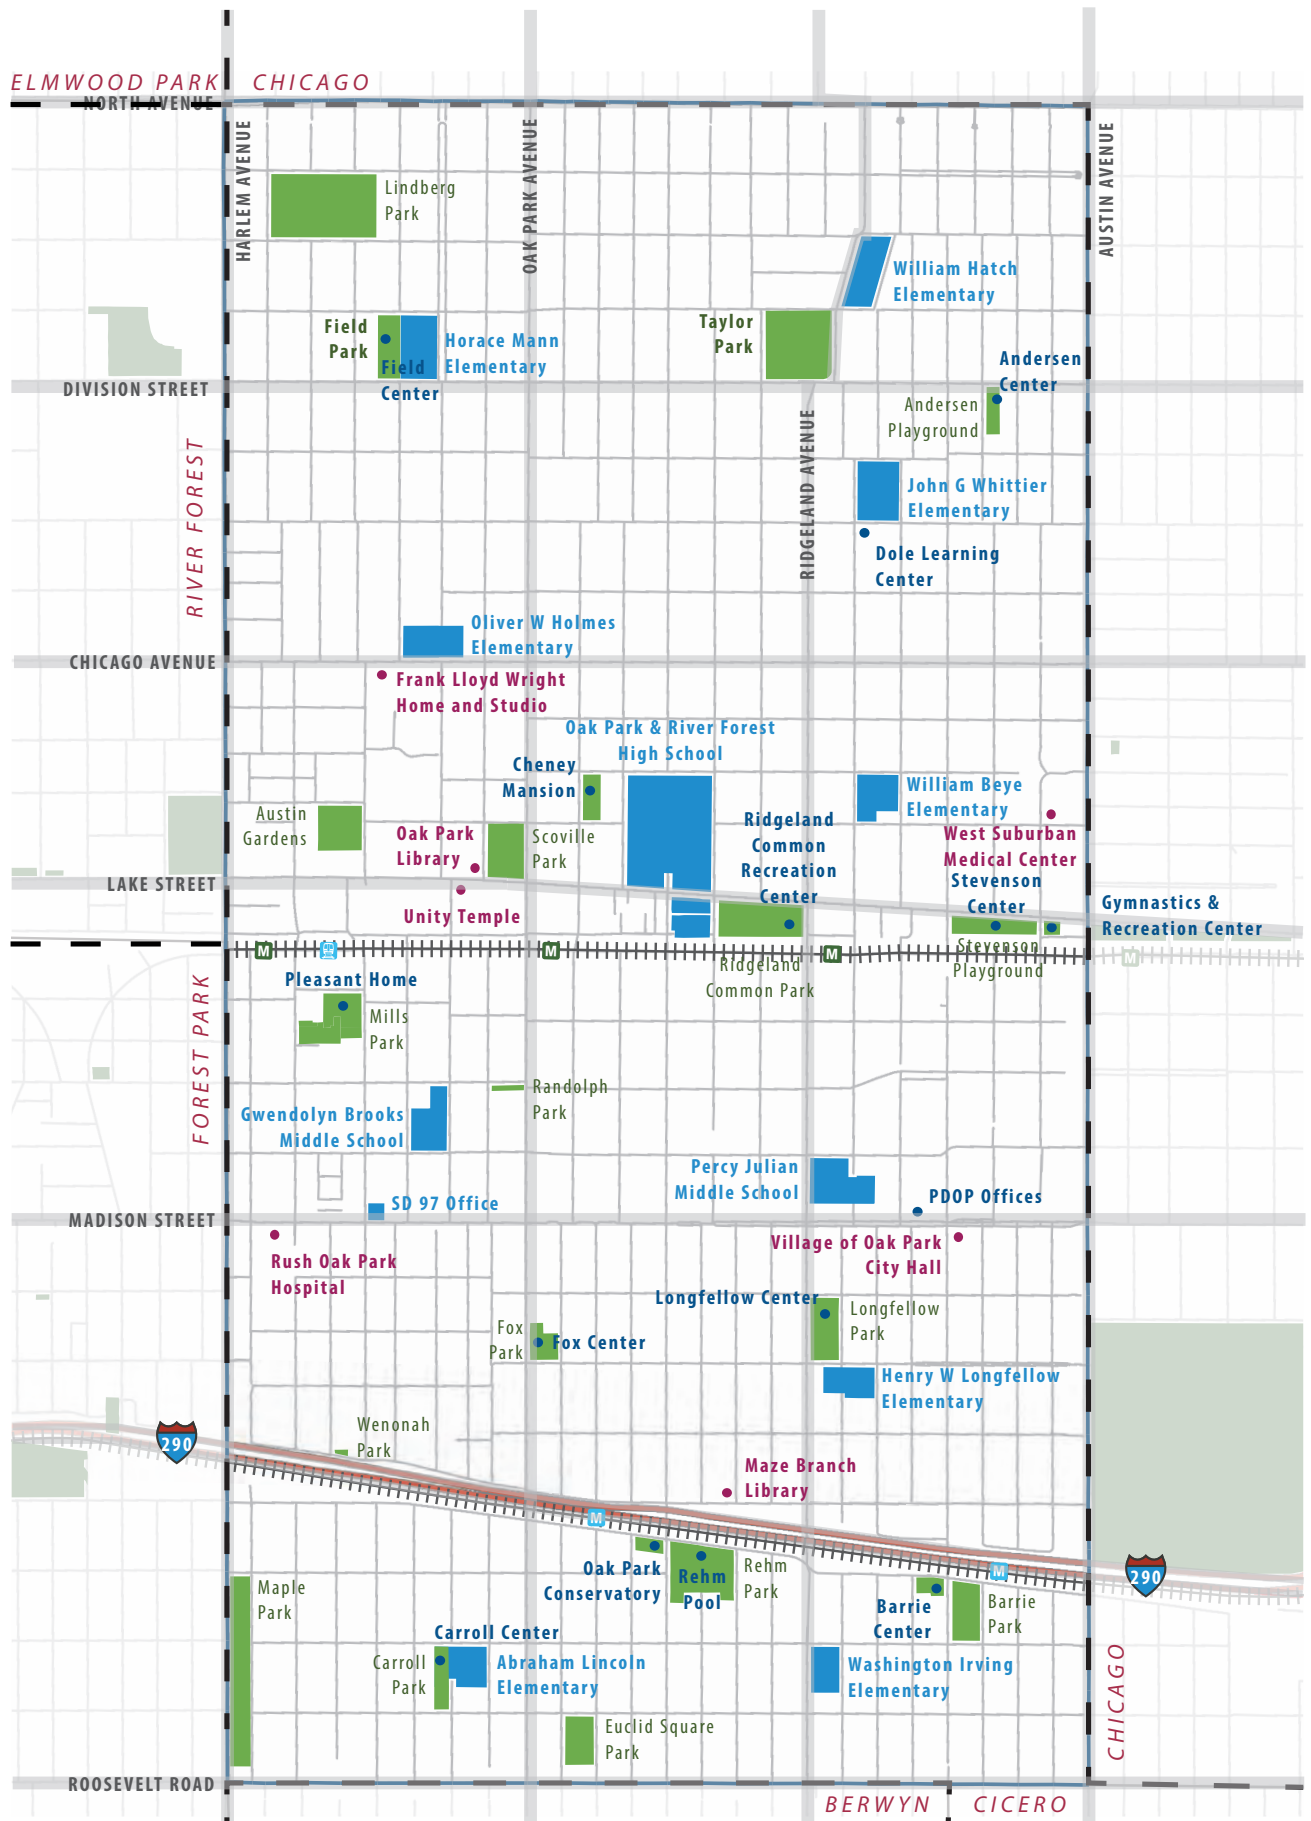 ELMWOOD PARK
CHICAGO
NORTH AVENUE
HARLEM AVENUE
OAK PARK AVENUE
AUSTIN AVENUE
Lindberg
Park
William Hatch
Elementary
Field
Park
Horace Mann
Elementary
Field
Center
Taylor
Park
Andersen
Center
DIVISION STREET
Andersen
Playground
RIVER FOREST
RIDGELAND AVENUE
John G Whittier
Elementary
Dole Learning
Center
Oliver W Holmes
Elementary
CHICAGO AVENUE
Frank Lloyd Wright
Home and Studio
Oak Park & River Forest
High School
Cheney
Mansion
William Beye
Elementary
Austin
Gardens
Oak Park
Library
Scoville
Park
Ridgeland
Common
Recreation
Center
West Suburban
Medical Center
Stevenson
Center
LAKE STREET
Unity Temple
Gymnastics &
Recreation Center
Stevenson
Playground
M
M
M
M
Ridgeland
Common Park
Pleasant Home
Mills
Park
FOREST PARK
Randolph
Park
Gwendolyn Brooks
Middle School
Percy Julian
Middle School
SD 97 Office
PDOP Offices
MADISON STREET
Rush Oak Park
Hospital
Village of Oak Park
City Hall
Longfellow Center
Longfellow
Park
Fox
Park
Fox Center
Henry W Longfellow
Elementary
Wenonah
Park
290
Maze Branch
Library
M
M
290
Oak Park
Conservatory
Rehm
Pool
Rehm
Park
Maple
Park
Barrie
Center
Barrie
Park
Carroll Center
Carroll
Park
Abraham Lincoln
Elementary
Washington Irving
Elementary
CHICAGO
Euclid Square
Park
ROOSEVELT ROAD
BERWYN
CICERO